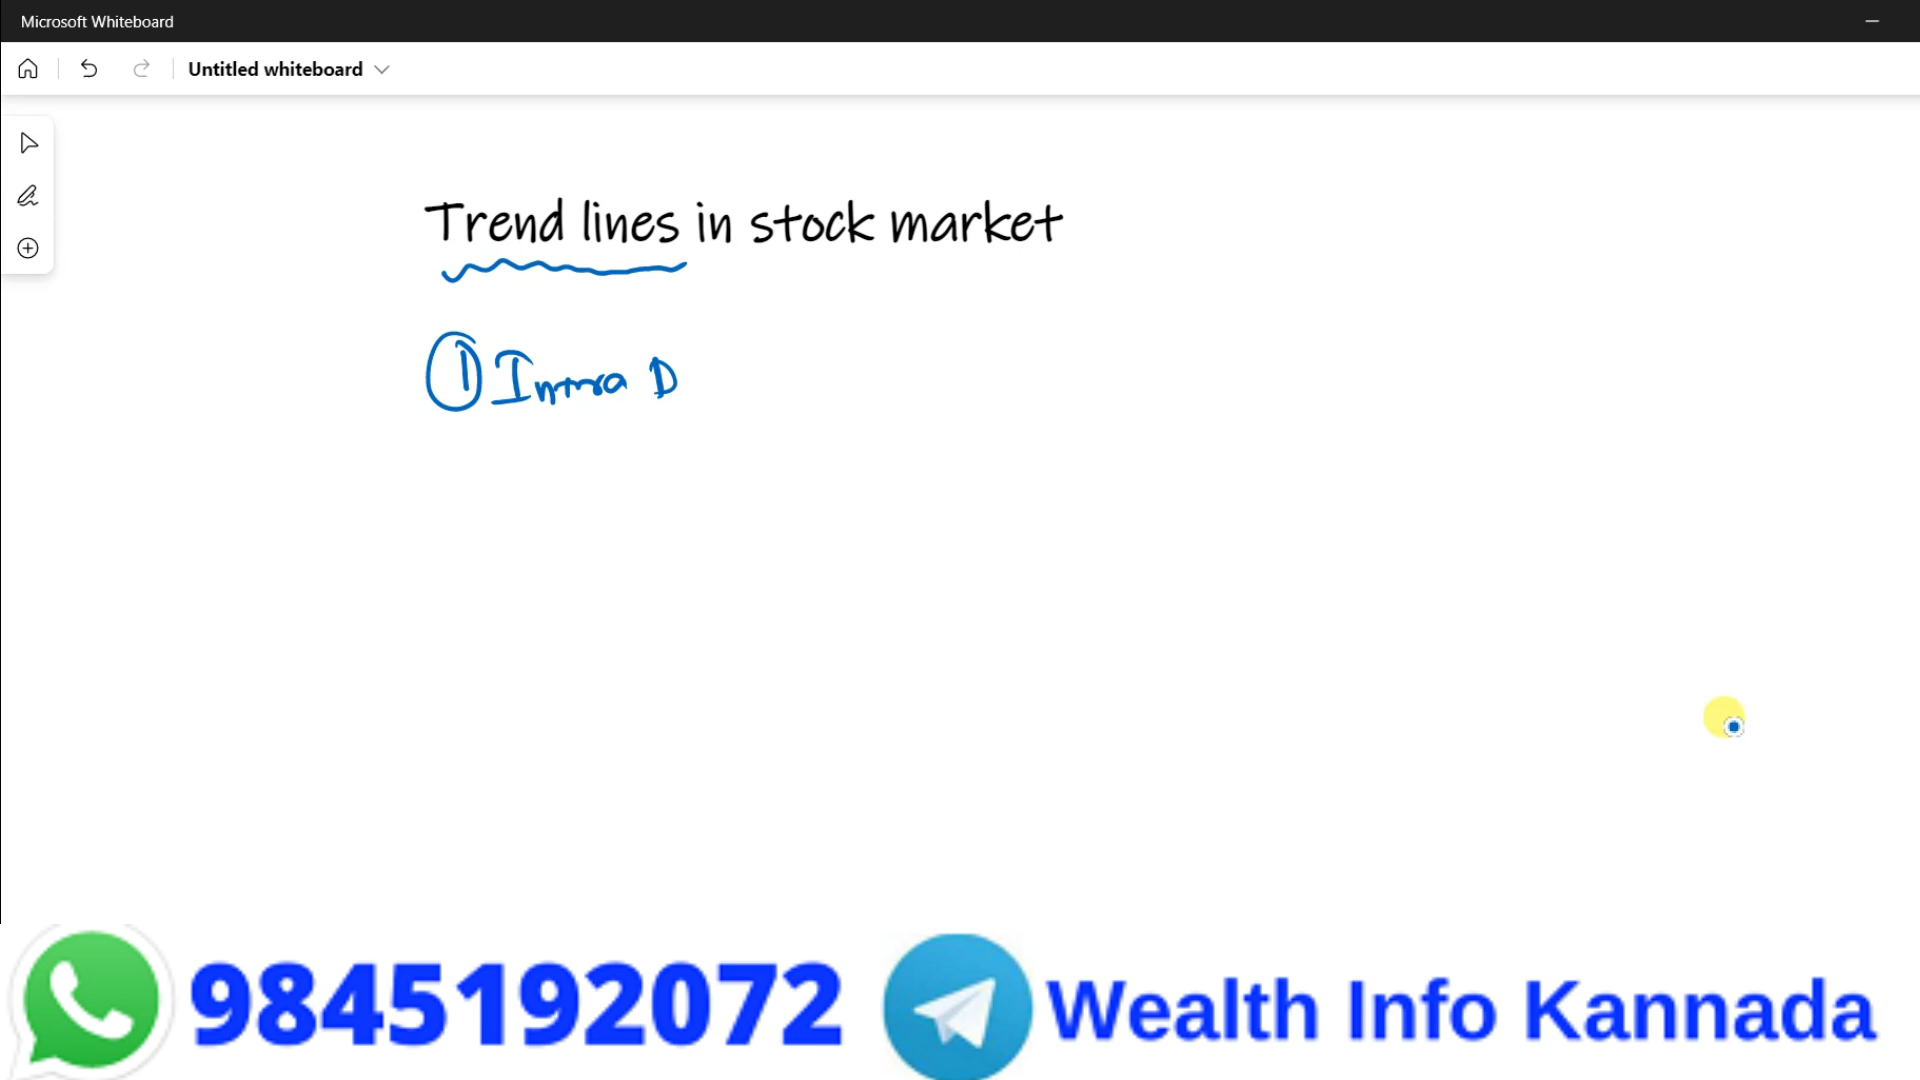 Microsoft Whiteboard
Untitled whiteboard
Trend lines in stock market
① Intra D
9845192072 Wealth Info Kannada